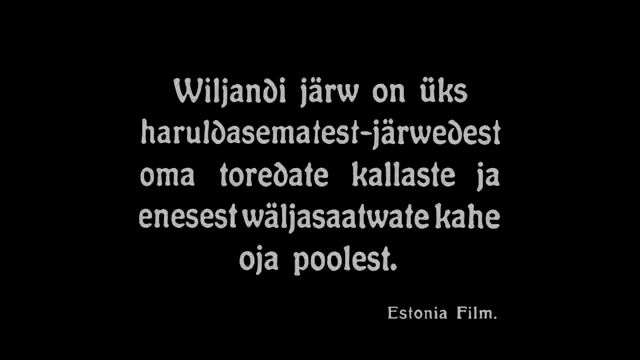 Wiljandi järw on üks
haruldasematest-järwedest
oma toredate kallaste ja
enesest wäljasaatwate kahe
oja poolest.
Estonia Film.